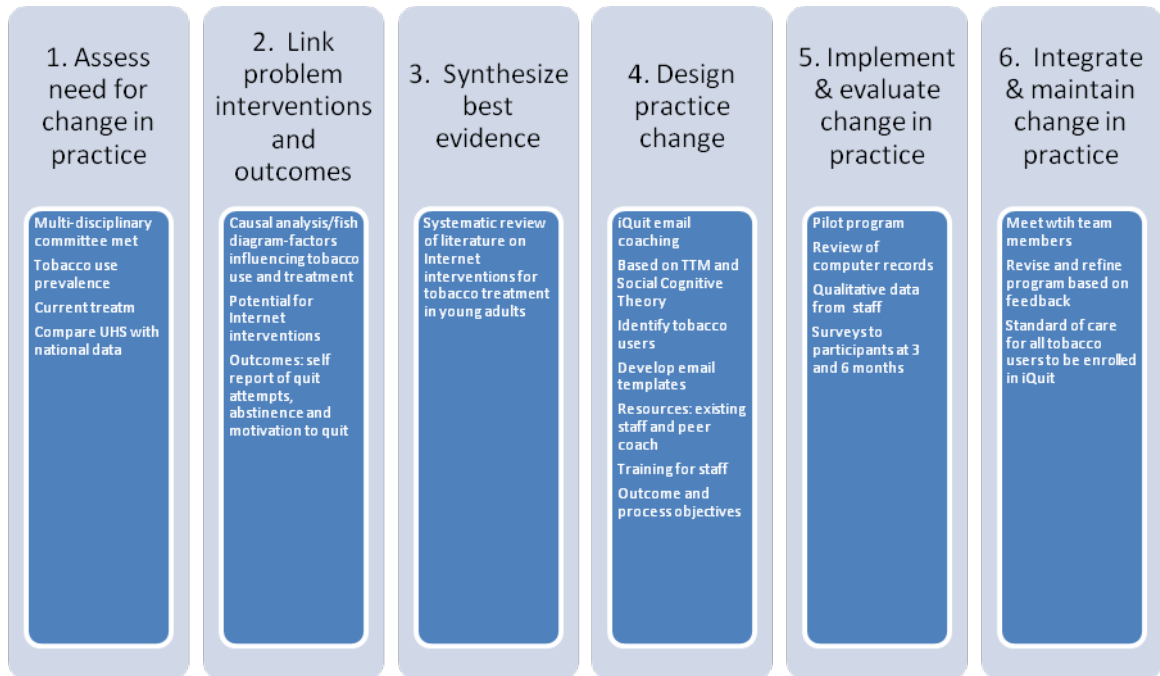 1. Assess
need for
change in
practice
Multi-disciplinary
committee met
Tobacco use
prevalence
Current treatm
Compare UHS with
national data
2. Link
problem
interventions
and
outcomes
Causal analysis/fish
diagram-factors
influencing tobacco
use and treatment
Potential for
Internet
interventions
Outcomes: self
report of quit
attempts,
abstinence and
motivation to quit
3. Synthesize
best
evidence
Systematic review
of literature on
Internet
interventions for
tobacco treatment
in young adults
4. Design
practice
change
iQuit email
coaching
Based on TTM and
Social Cognitive
Theory
Identify tobacco
users
Develop email
templates
Resources: existing
staff and peer
coach
Training for staff
Outcome and
process objectives
5. Implement
& evaluate
change in
practice
Pilot program
Review of
computer records
Qualitative data
from staff
Surveys to
participants at 3
and 6 months
6. Integrate
& maintain
change in
practice
Meet wtih team
members
Revise and refine
program based on
feedback
Standard of care
for all tobacco
users to be enrolled
in iQuit